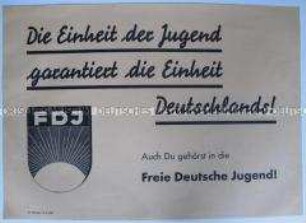 Die Einheit der Jugend
garantiert die Einheit
Deutschlands!
FDJ
Auch Du gehörst in die
Freie Deutsche Jugend!